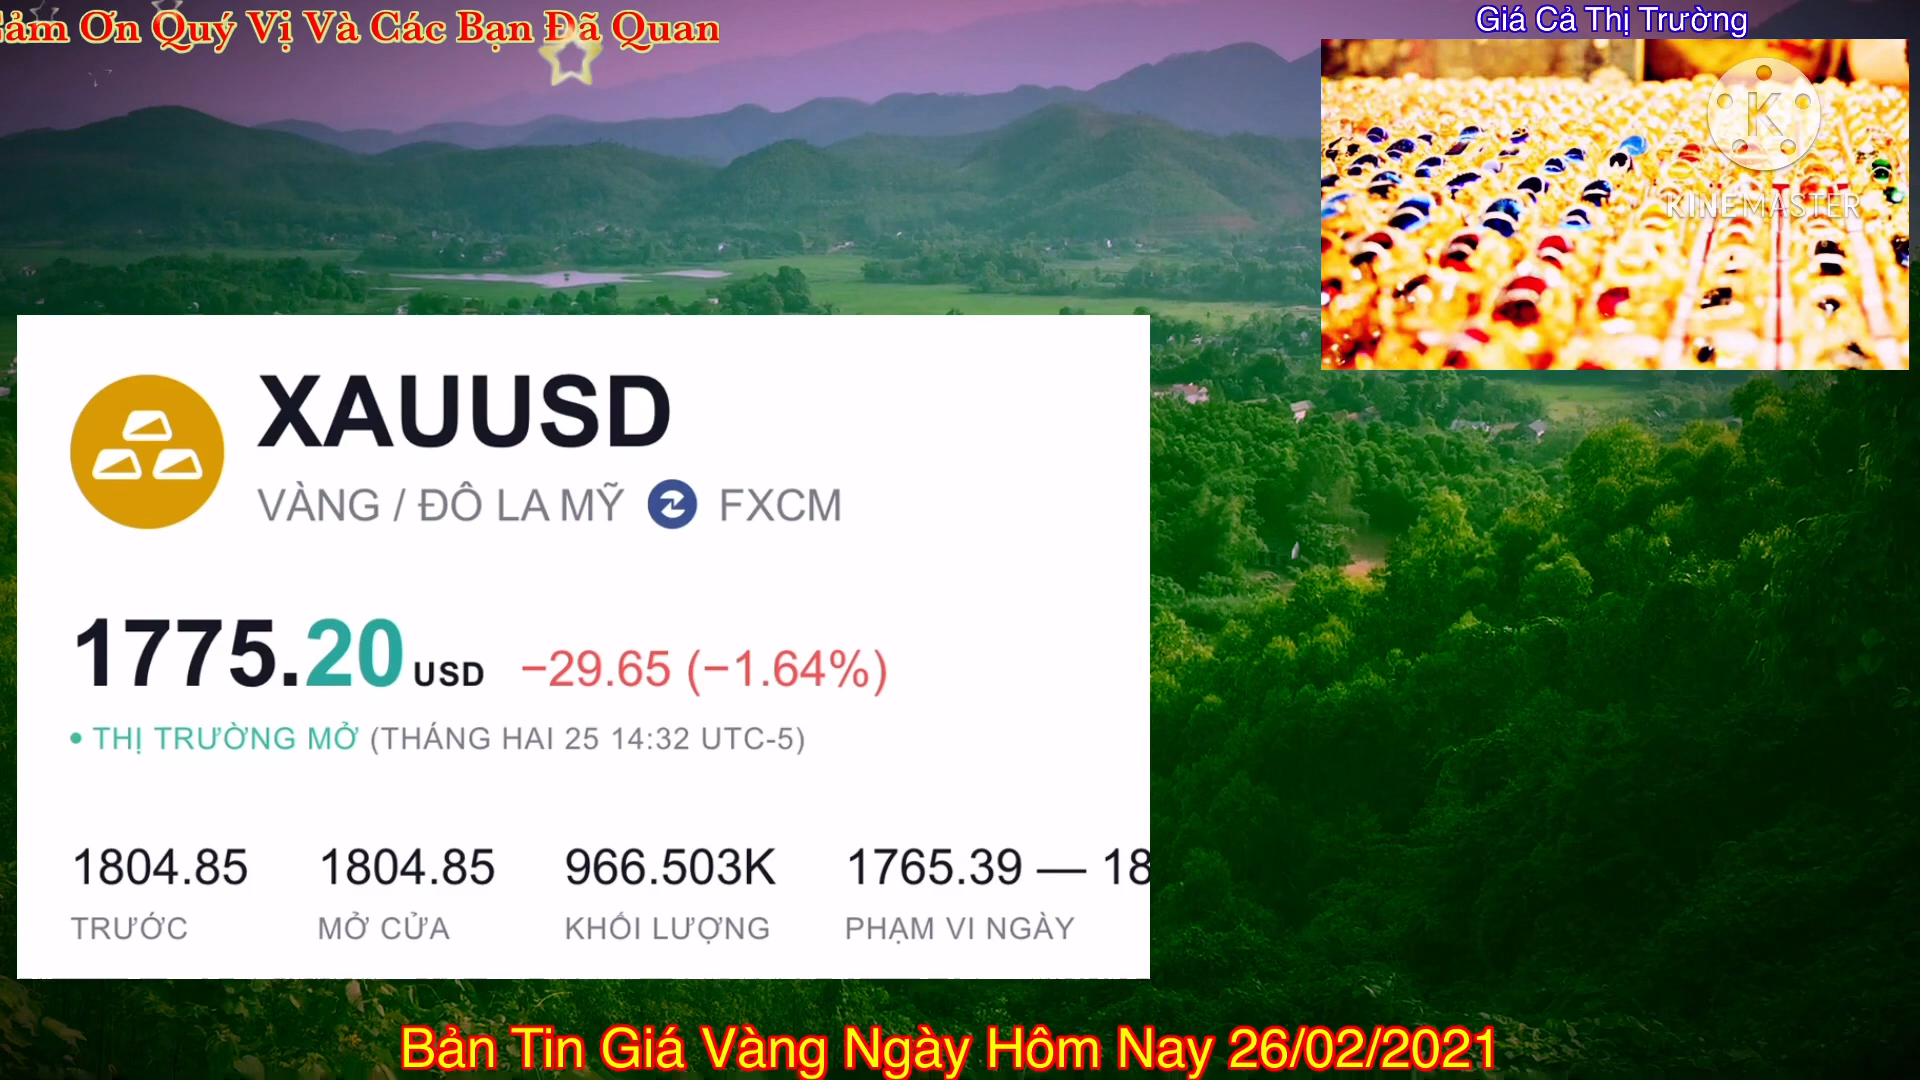 Cảm Ơn Quý Vị Và Các Bạn Đã Quan
Giá Cả Thị Trường
K
KINEMASTER
XAUUSD
VÀNG / ĐÔ LA MỸ FXCM
1775.20 USD −29.65 (−1.64%)
• THỊ TRƯỜNG MỞ (THÁNG HAI 25 14:32 UTC-5)
1804.85 1804.85 966.503K 1765.39 — 18
TRƯỚC MỞ CỬA KHỐI LƯỢNG PHẠM VI NGÀY
Bản Tin Giá Vàng Ngày Hôm Nay 26/02/2021